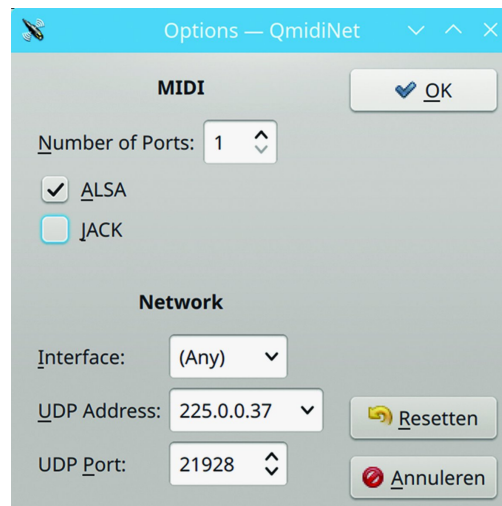 Options — QmidiNet
MIDI
OK
Number of Ports: 1
ALSA
JACK
Network
Interface: (Any)
UDP Address: 225.0.0.37
Resetten
UDP Port: 21928
Annuleren